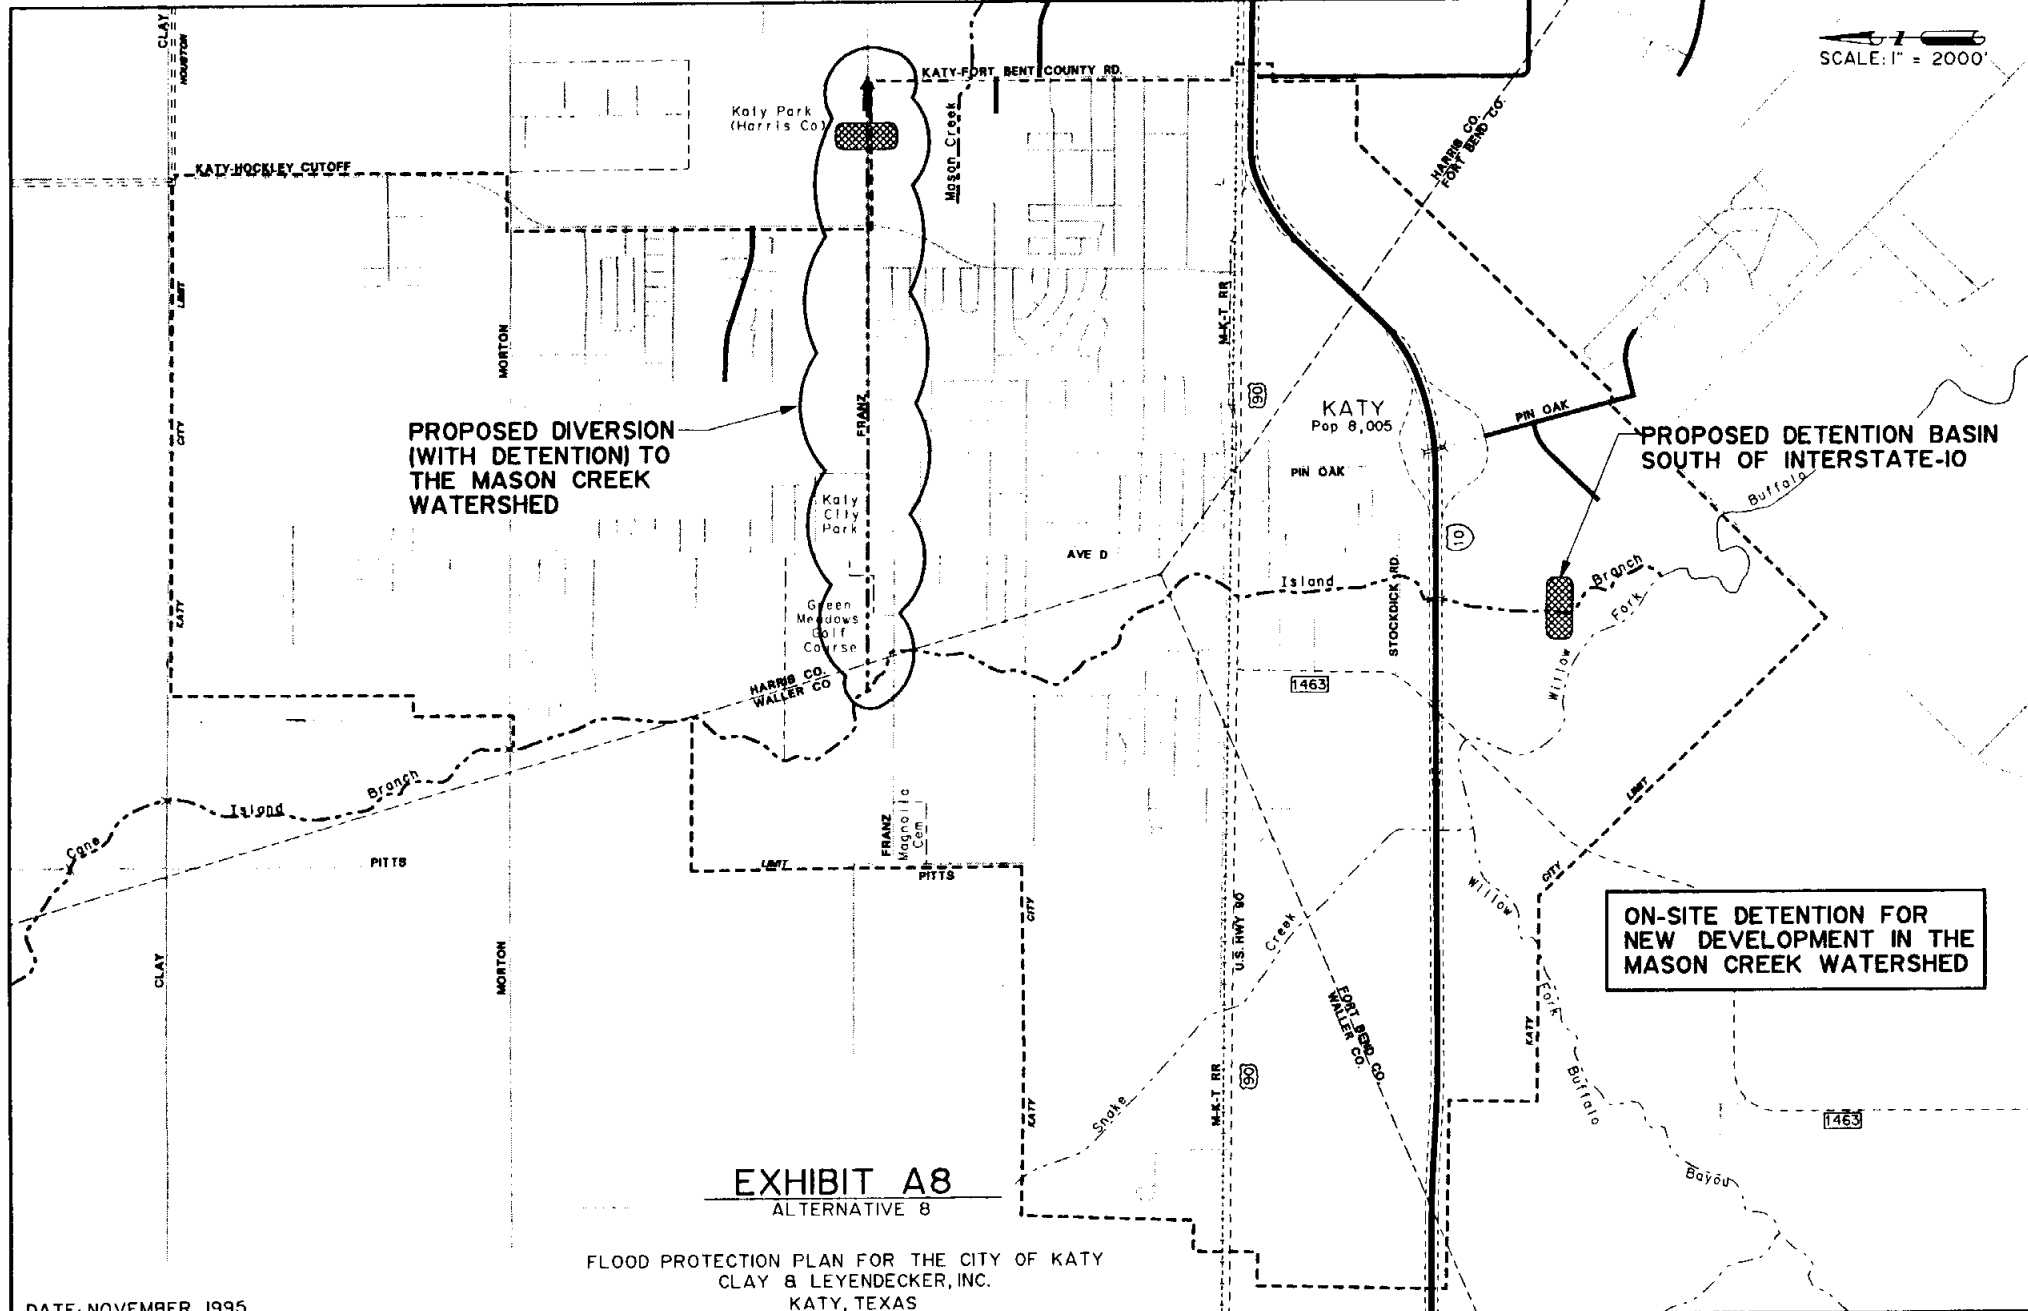 CLAY
HOUSTON
KATY-FORT BENT COUNTY RD.
SCALE: 1" = 2000'
Katy Park
(Harris Co)
Mason Creek
HARRIS CO.
FORT BEND CO.
KATY-HOCKLEY CUTOFF
LIMIT
CITY
KATY
MORTON
M-K-T RR
FRANZ
90
KATY
Pop 8,005
PIN OAK
PIN OAK
PROPOSED DIVERSION
(WITH DETENTION) TO
THE MASON CREEK
WATERSHED
PROPOSED DETENTION BASIN
SOUTH OF INTERSTATE-10
Buffalo
Katy
City
Park
10
AVE D
STOCKDICK RD.
Island
Branch
Fork
Willow
Green
Meadows
Golf
Course
HARRIS CO.
WALLER CO
1463
Cane
Island
Branch
PITTS
FRANZ
Magnolia
Cem
LIMIT
PITTS
CITY
KATY
LIMIT
CITY
KATY
Willow
Fork
Buffalo
Bayou
Creek
Snake
U.S. HWY 90
FORT BEND CO.
WALLER CO.
M-K-T RR
90
CLAY
MORTON
ON-SITE DETENTION FOR
NEW DEVELOPMENT IN THE
MASON CREEK WATERSHED
1463
EXHIBIT A8
ALTERNATIVE 8
FLOOD PROTECTION PLAN FOR THE CITY OF KATY
CLAY & LEYENDECKER, INC.
KATY, TEXAS
DATE: NOVEMBER, 1995